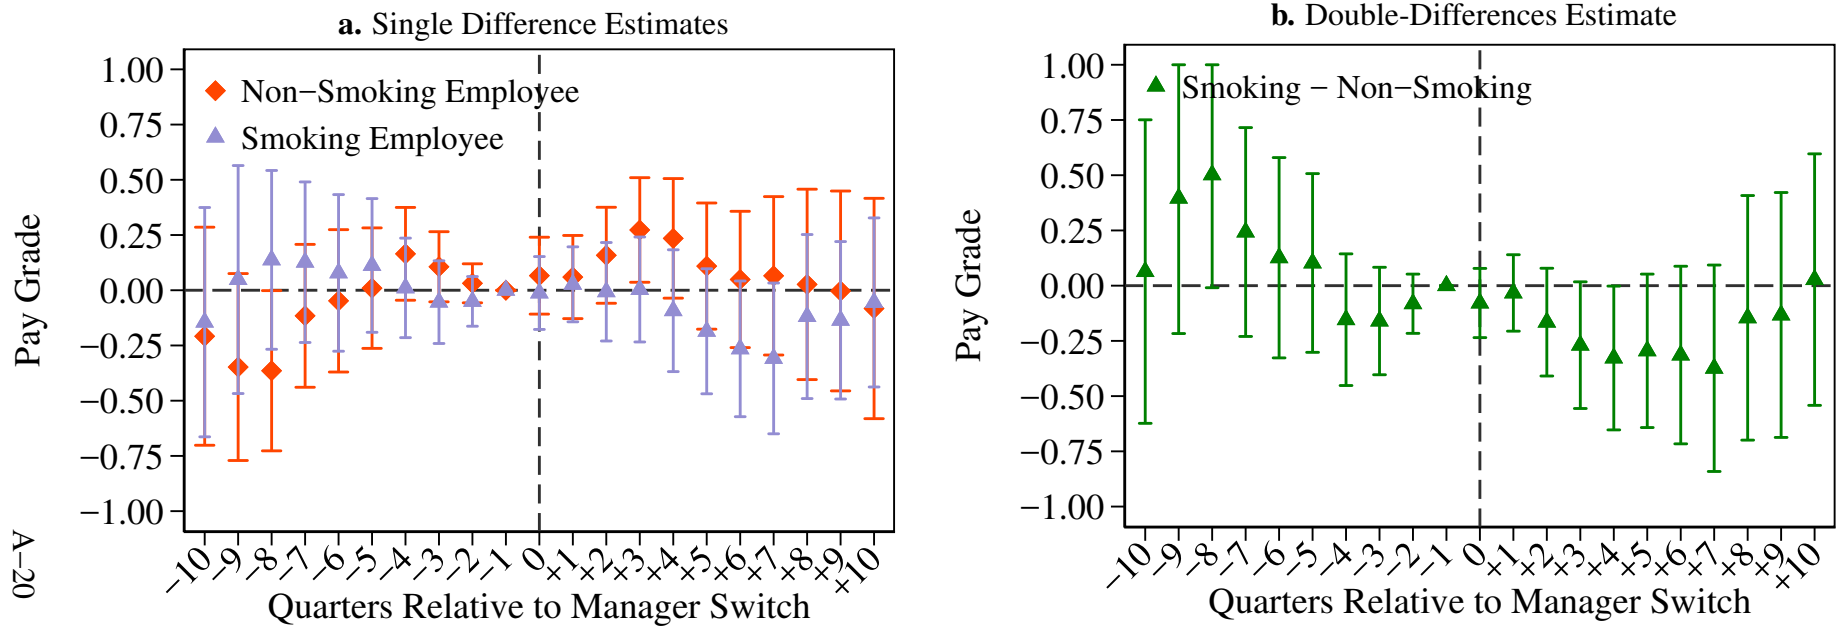 a. Single Difference Estimates
1.00
0.75
0.50
0.25
0.00
−0.25
−0.50
−0.75
−1.00
Pay Grade
Non−Smoking Employee
Smoking Employee
−10 −9 −8 −7 −6 −5 −4 −3 −2 −1 0 +1 +2 +3 +4 +5 +6 +7 +8 +9 +10
Quarters Relative to Manager Switch
b. Double-Differences Estimate
1.00
0.75
0.50
0.25
0.00
−0.25
−0.50
−0.75
−1.00
Pay Grade
Smoking − Non−Smoking
−10 −9 −8 −7 −6 −5 −4 −3 −2 −1 0 +1 +2 +3 +4 +5 +6 +7 +8 +9 +10
Quarters Relative to Manager Switch
A−20